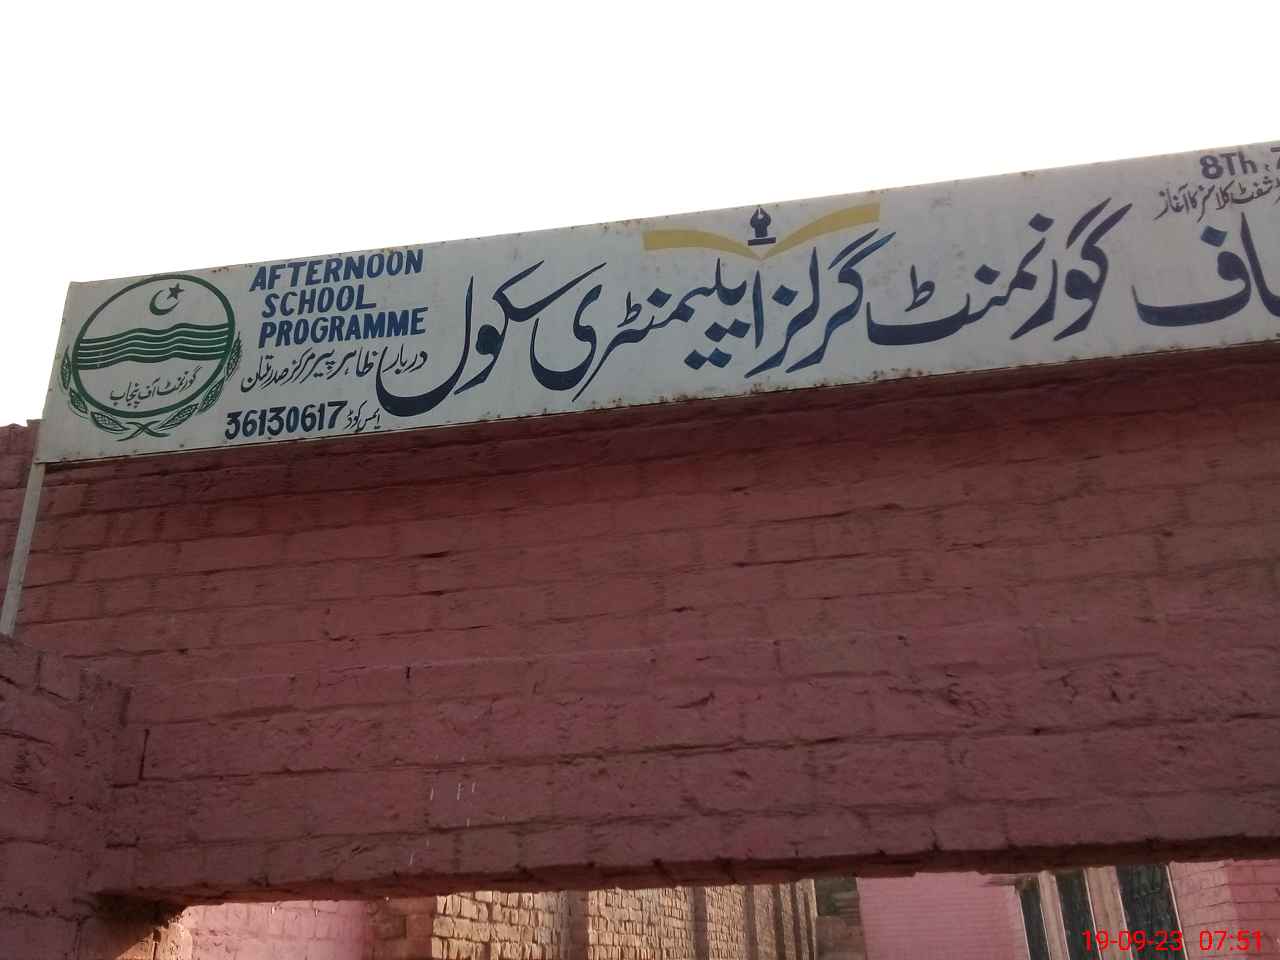 8Th
شفٹ کلاسز کا آغاز
گورنمنٹ گرلز ایلیمنٹری سکول
AFTERNOON
SCHOOL
PROGRAMME
دربار ظاہر پیر مرکز صدر
ایمس کوڈ 36130617
گورنمنٹ آف پنجاب
19-09-23 07:51